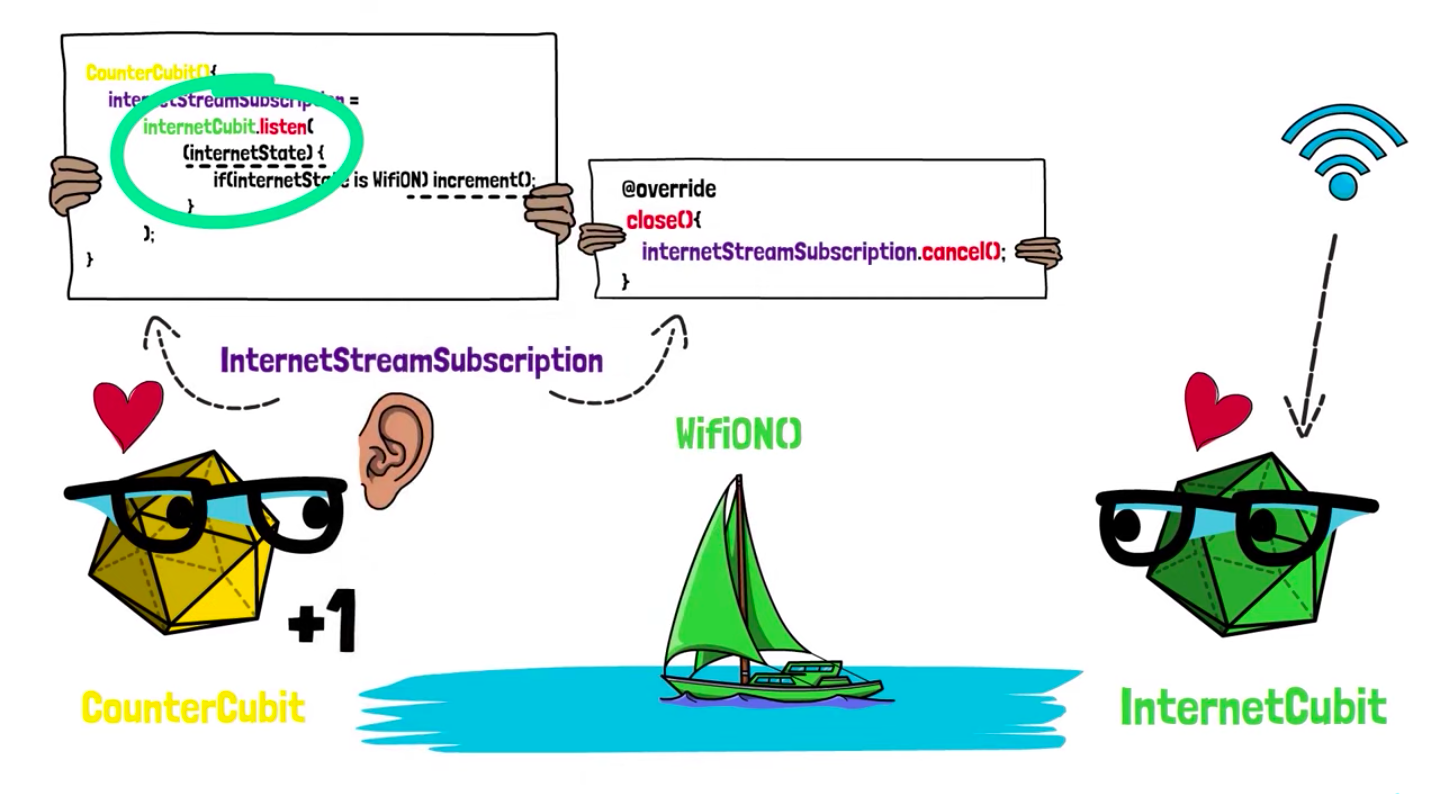 CounterCubit(){
internetStreamSubscription =
internetCubit.listen(
(internetState) {
if(internetState is WifiON) increment();
}
);
}
@override
close(){
internetStreamSubscription.cancel();
}
InternetStreamSubscription
WifiON()
+1
CounterCubit
InternetCubit